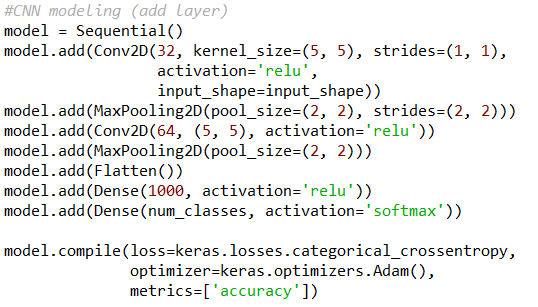 #CNN modeling (add layer)
model = Sequential()
model.add(Conv2D(32, kernel_size=(5, 5), strides=(1, 1),
                 activation='relu',
                 input_shape=input_shape))
model.add(MaxPooling2D(pool_size=(2, 2), strides=(2, 2)))
model.add(Conv2D(64, (5, 5), activation='relu'))
model.add(MaxPooling2D(pool_size=(2, 2)))
model.add(Flatten())
model.add(Dense(1000, activation='relu'))
model.add(Dense(num_classes, activation='softmax'))

model.compile(loss=keras.losses.categorical_crossentropy,
              optimizer=keras.optimizers.Adam(),
              metrics=['accuracy'])